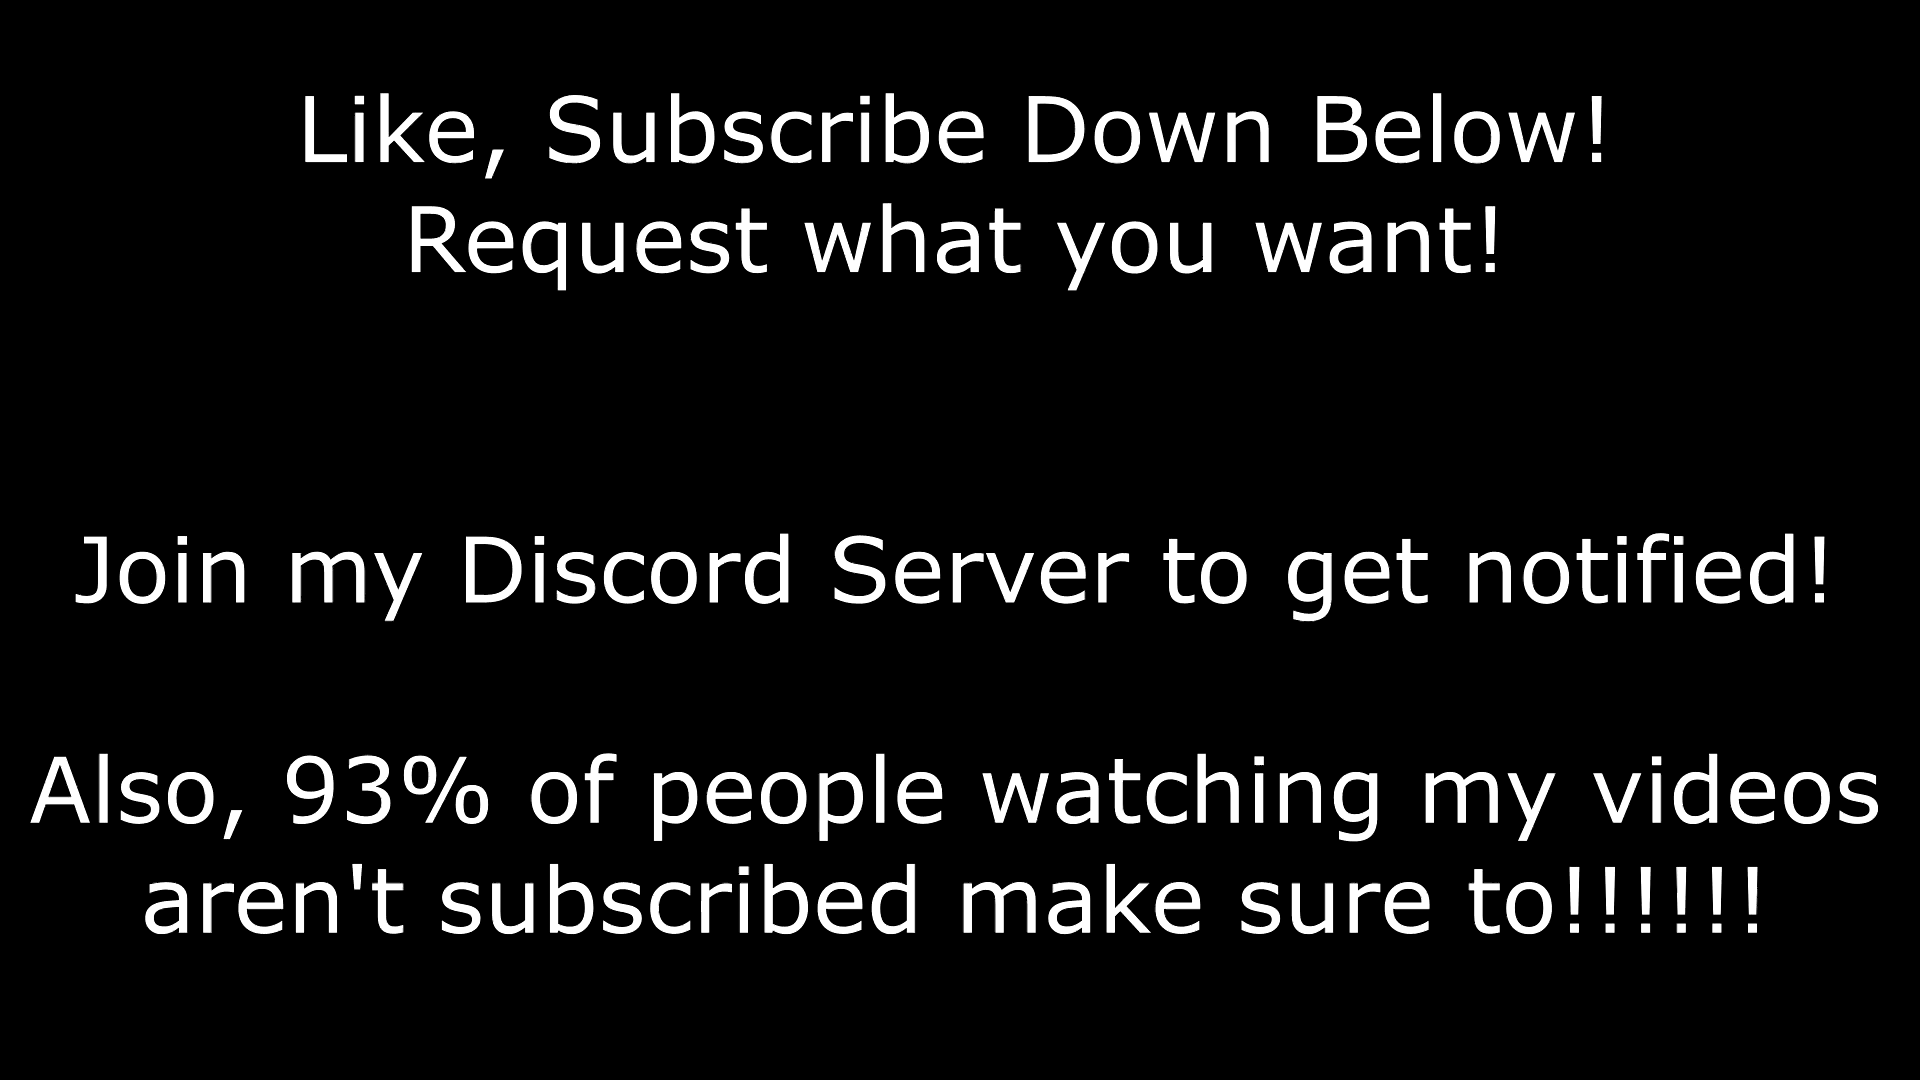 Like, Subscribe Down Below!
Request what you want!
Join my Discord Server to get notified!
Also, 93% of people watching my videos
aren't subscribed make sure to!!!!!!